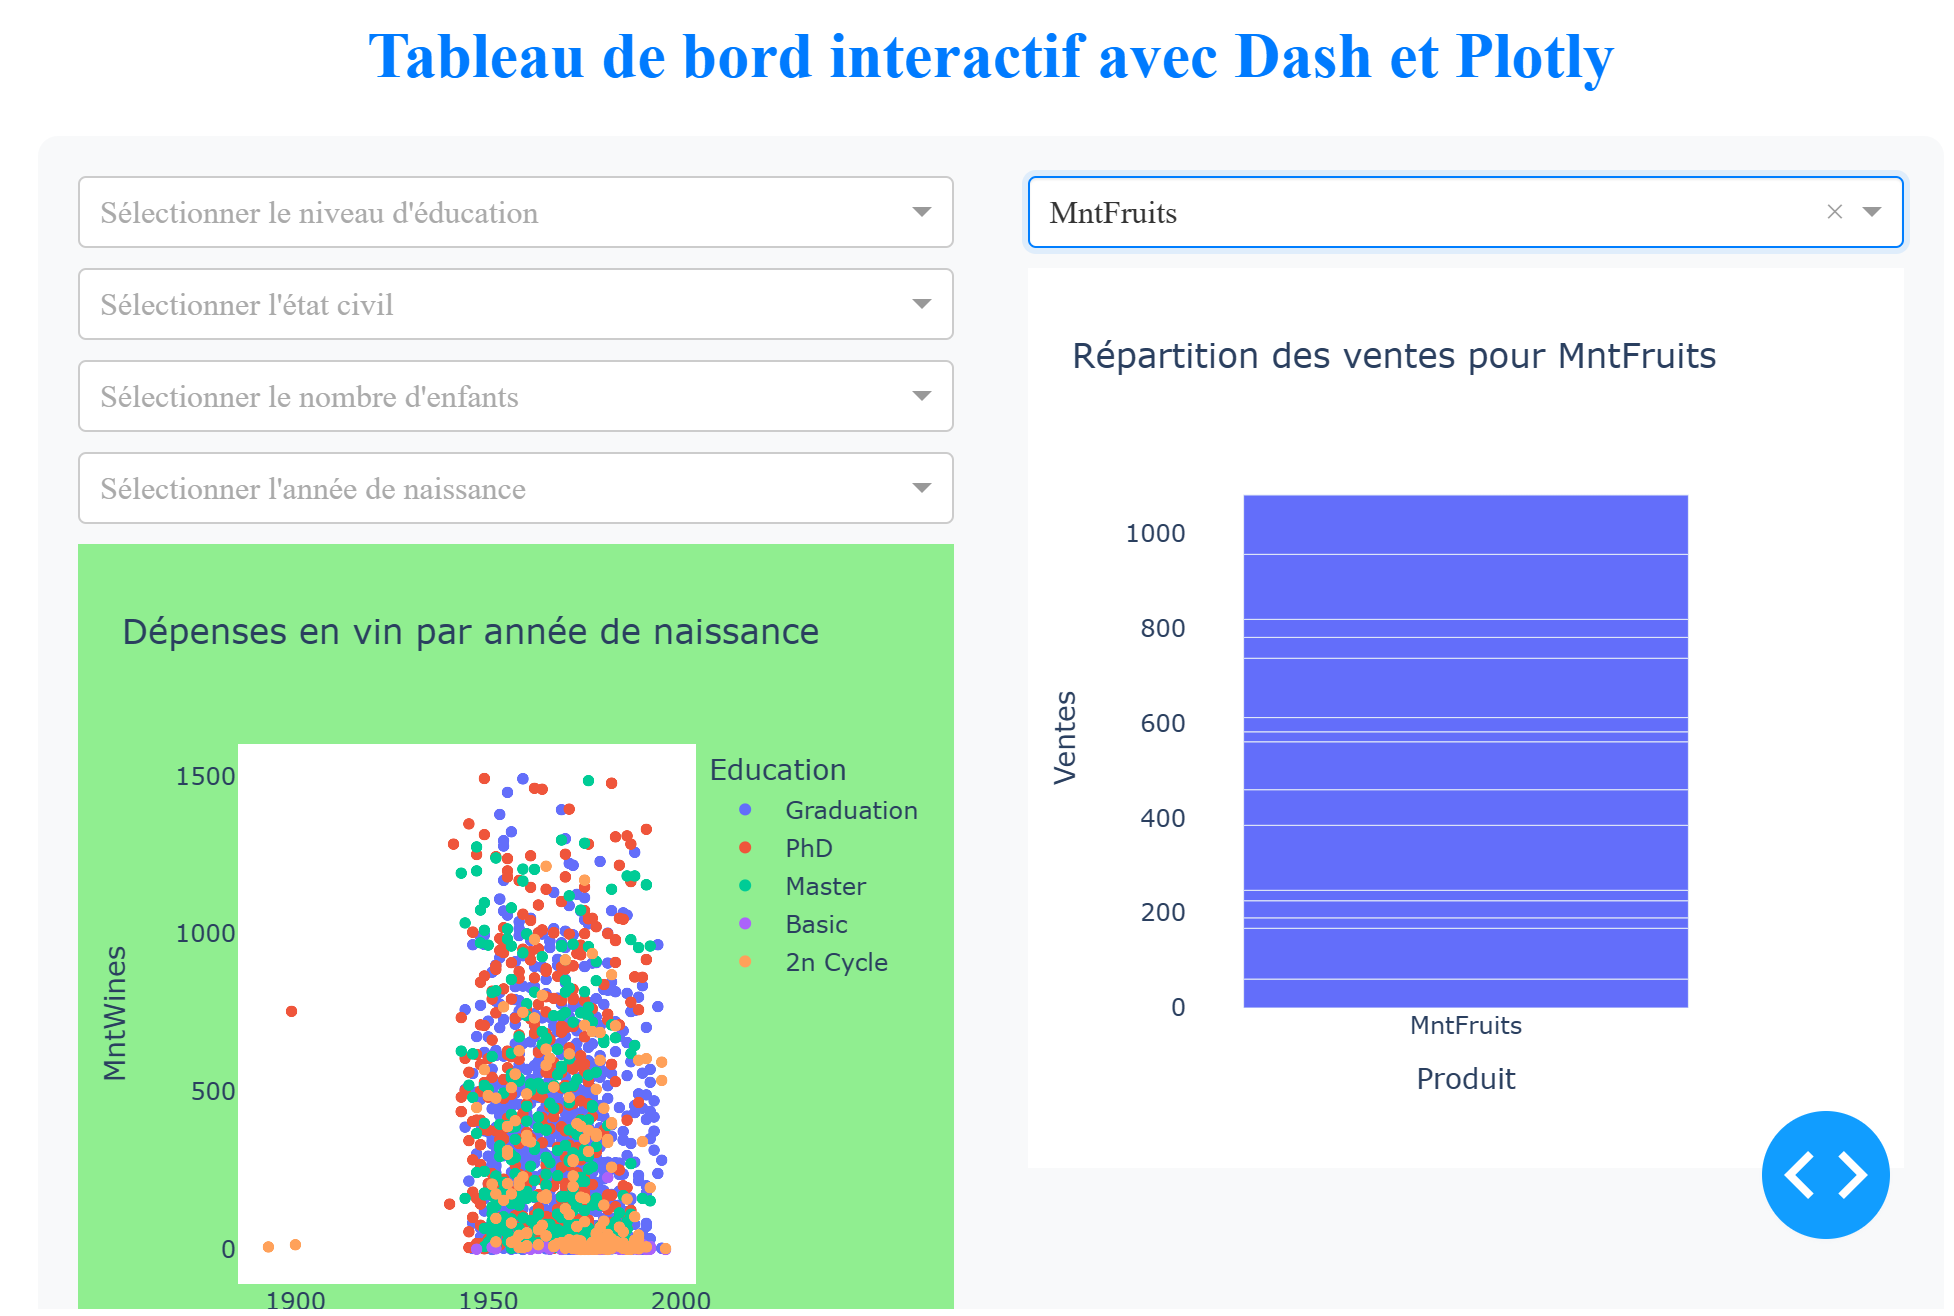 Tableau de bord interactif avec Dash et Plotly
Sélectionner le niveau d'éducation
Sélectionner l'état civil
Sélectionner le nombre d'enfants
Sélectionner l'année de naissance
Dépenses en vin par année de naissance
1500
1000
500
0
MntWines
1900
1950
2000
Education
Graduation
PhD
Master
Basic
2n Cycle
MntFruits
Répartition des ventes pour MntFruits
1000
800
600
400
200
0
Ventes
MntFruits
Produit